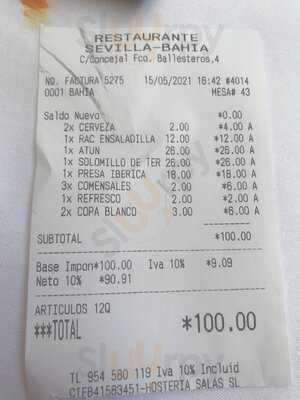 RESTAURANTE
SEVILLA-BAHIA
C/Concejal Fco. Ballesteros,4
NO. FACTURA 5275 15/05/2021 16:42 #4014
0001 BAHIA MESA# 43
Saldo Nuevo *0.00
2x CERVEZA 2.00 *4.00 A
1x RAC ENSALADILLA 12.00 *12.00 A
1x ATUN 26.00 *26.00 A
1x SOLOMILLO DE TER 26.00 *26.00 A
1x PRESA IBERICA 18.00 *18.00 A
3x COMENSALES 2.00 *6.00 A
1x REFRESCO 2.00 *2.00 A
2x COPA BLANCO 3.00 *6.00 A
SUBTOTAL *100.00
Base Impon*100.00 Iva 10% *9.09
Neto 10% *90.91
ARTICULOS 12Q
***TOTAL *100.00
TL 954 580 119 Iva 10% Incluid
CIFB41583451-HOSTERIA SALAS SL